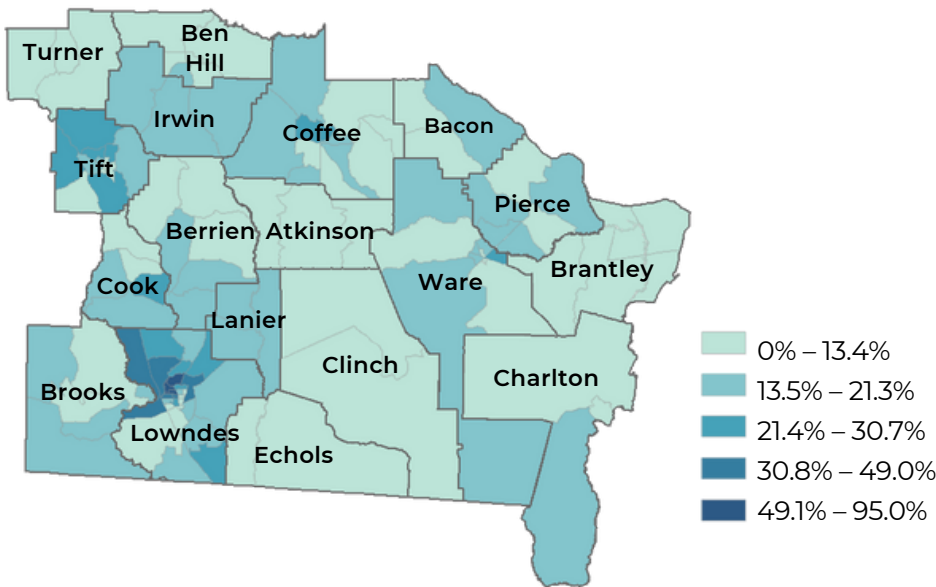 Turner
Ben
Hill
Irwin
Coffee
Bacon
Tift
Pierce
Berrien
Atkinson
Cook
Ware
Brantley
Lanier
Clinch
Charlton
Brooks
Lowndes
Echols
0% – 13.4%
13.5% – 21.3%
21.4% – 30.7%
30.8% – 49.0%
49.1% – 95.0%